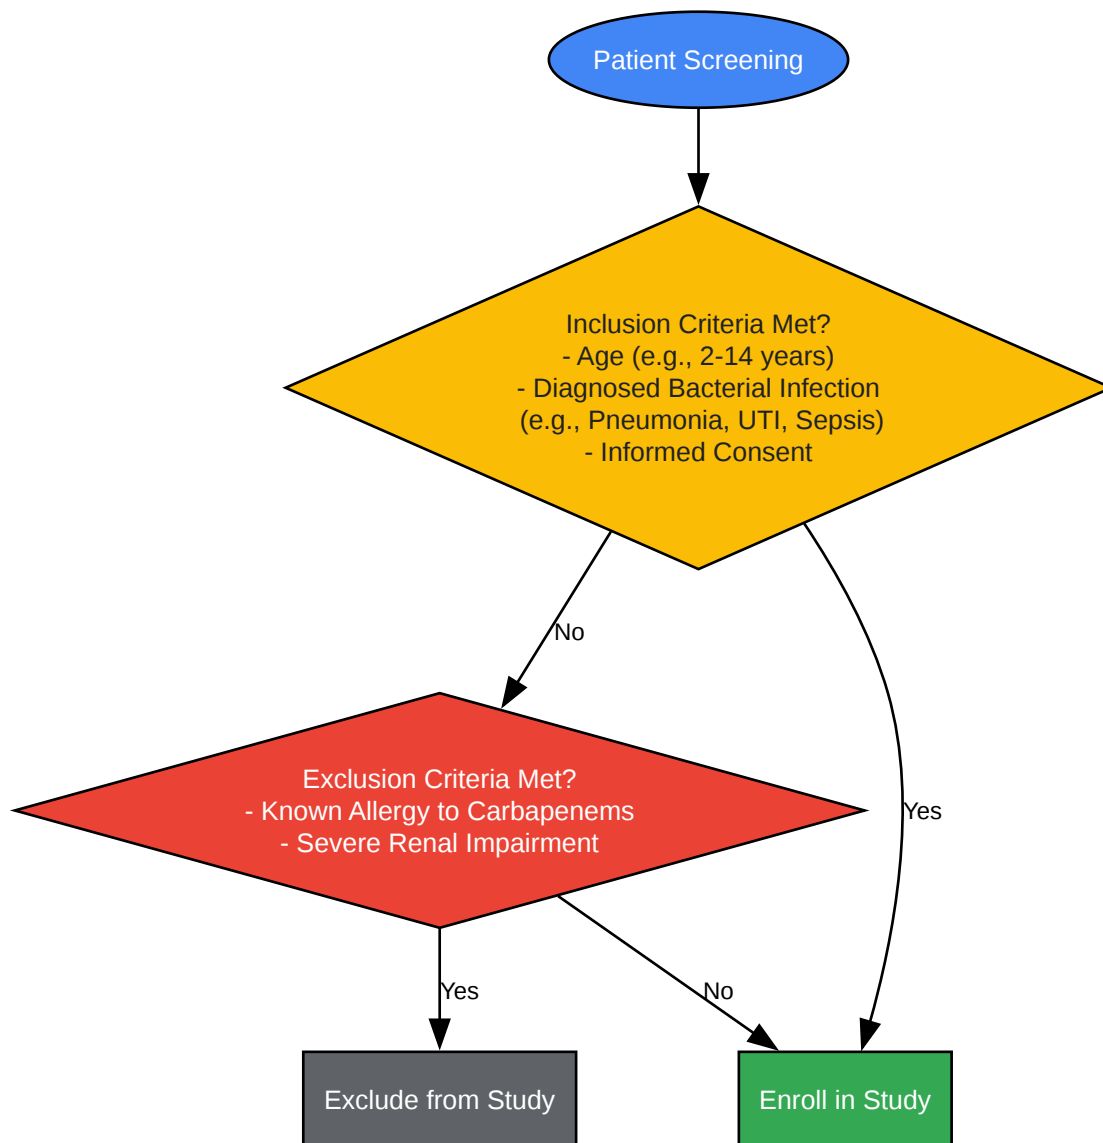 Patient Screening
Inclusion Criteria Met?
- Age (e.g., 2-14 years)
- Diagnosed Bacterial Infection
(e.g., Pneumonia, UTI, Sepsis)
- Informed Consent
No
Exclusion Criteria Met?
- Known Allergy to Carbapenems
- Severe Renal Impairment
Yes
Yes
No
Exclude from Study
Enroll in Study